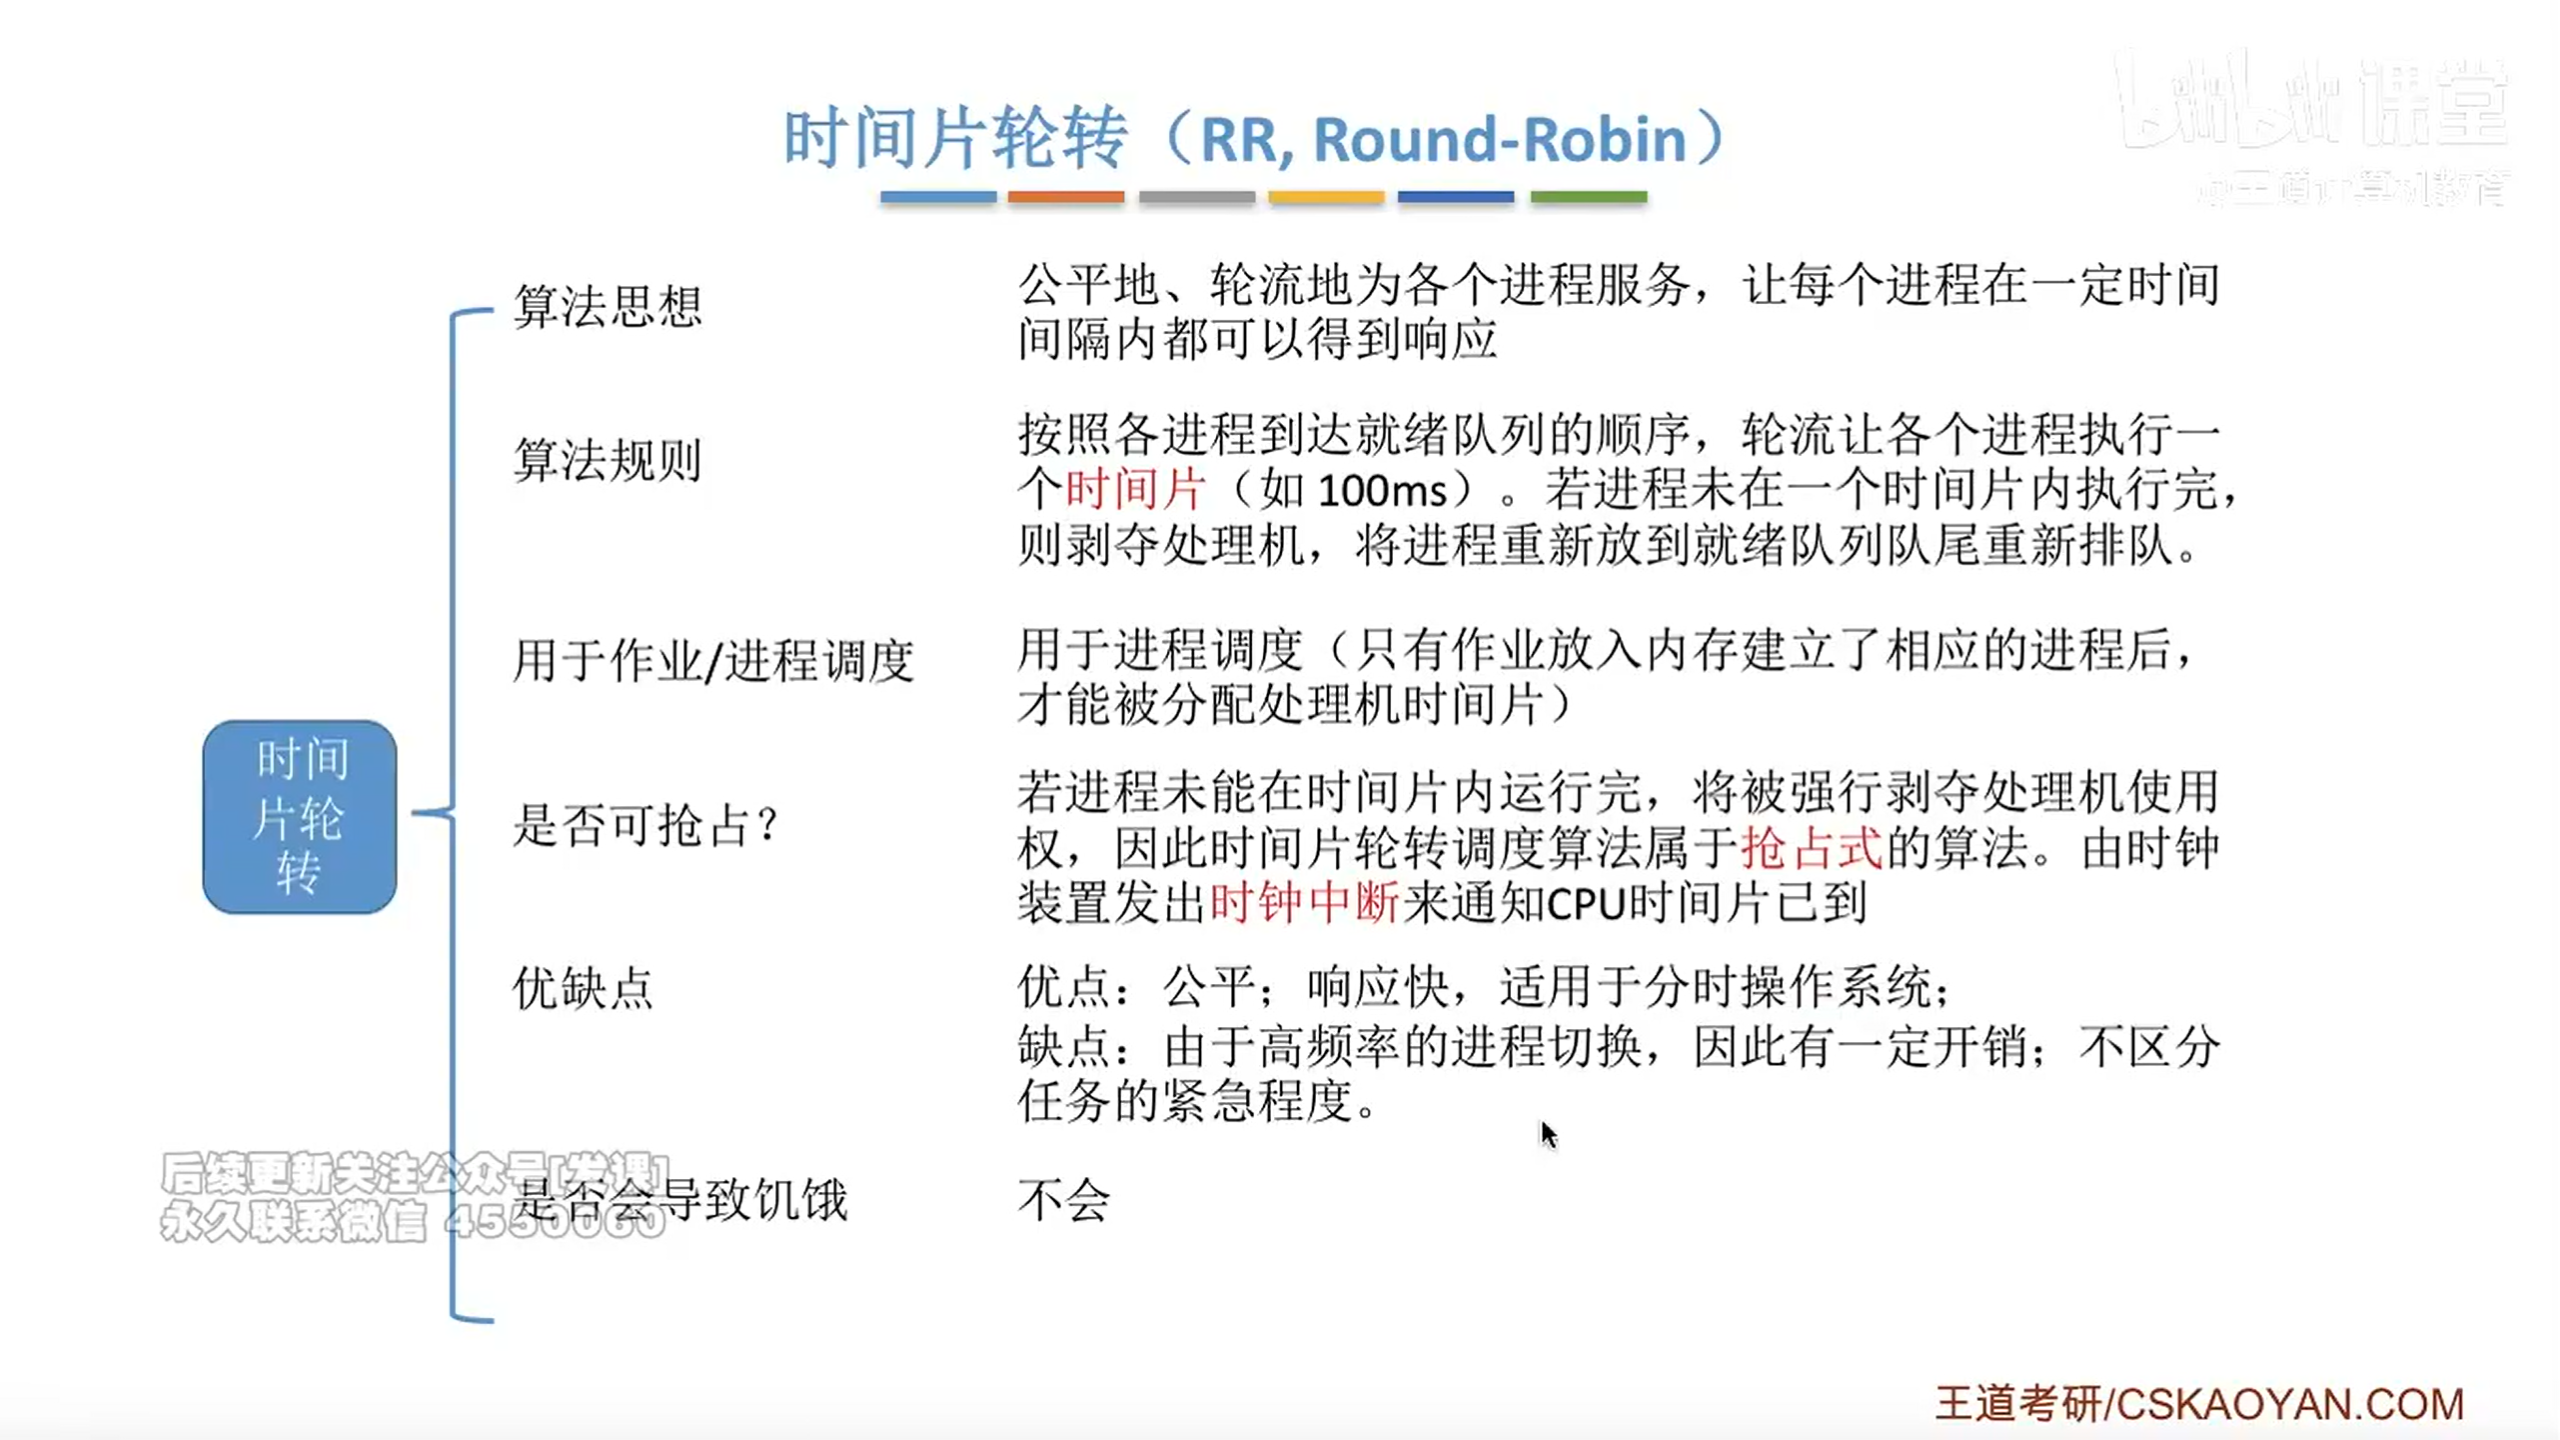 时间片轮转（RR, Round-Robin）
bilibili 课堂
@王道计算机教育
算法思想
公平地、轮流地为各个进程服务，让每个进程在一定时间
间隔内都可以得到响应
算法规则
按照各进程到达就绪队列的顺序，轮流让各个进程执行一
个时间片（如 100ms）。若进程未在一个时间片内执行完，
则剥夺处理机，将进程重新放到就绪队列队尾重新排队。
用于作业/进程调度
用于进程调度（只有作业放入内存建立了相应的进程后，
才能被分配处理机时间片）
时间
片轮
转
是否可抢占？
若进程未能在时间片内运行完，将被强行剥夺处理机使用
权，因此时间片轮转调度算法属于抢占式的算法。由时钟
装置发出时钟中断来通知CPU时间片已到
优缺点
优点：公平；响应快，适用于分时操作系统；
缺点：由于高频率的进程切换，因此有一定开销；不区分
任务的紧急程度。
后续更新关注公众号[发课]
永久联系微信 4550060
是否会导致饥饿
不会
王道考研/CSKAOYAN.COM